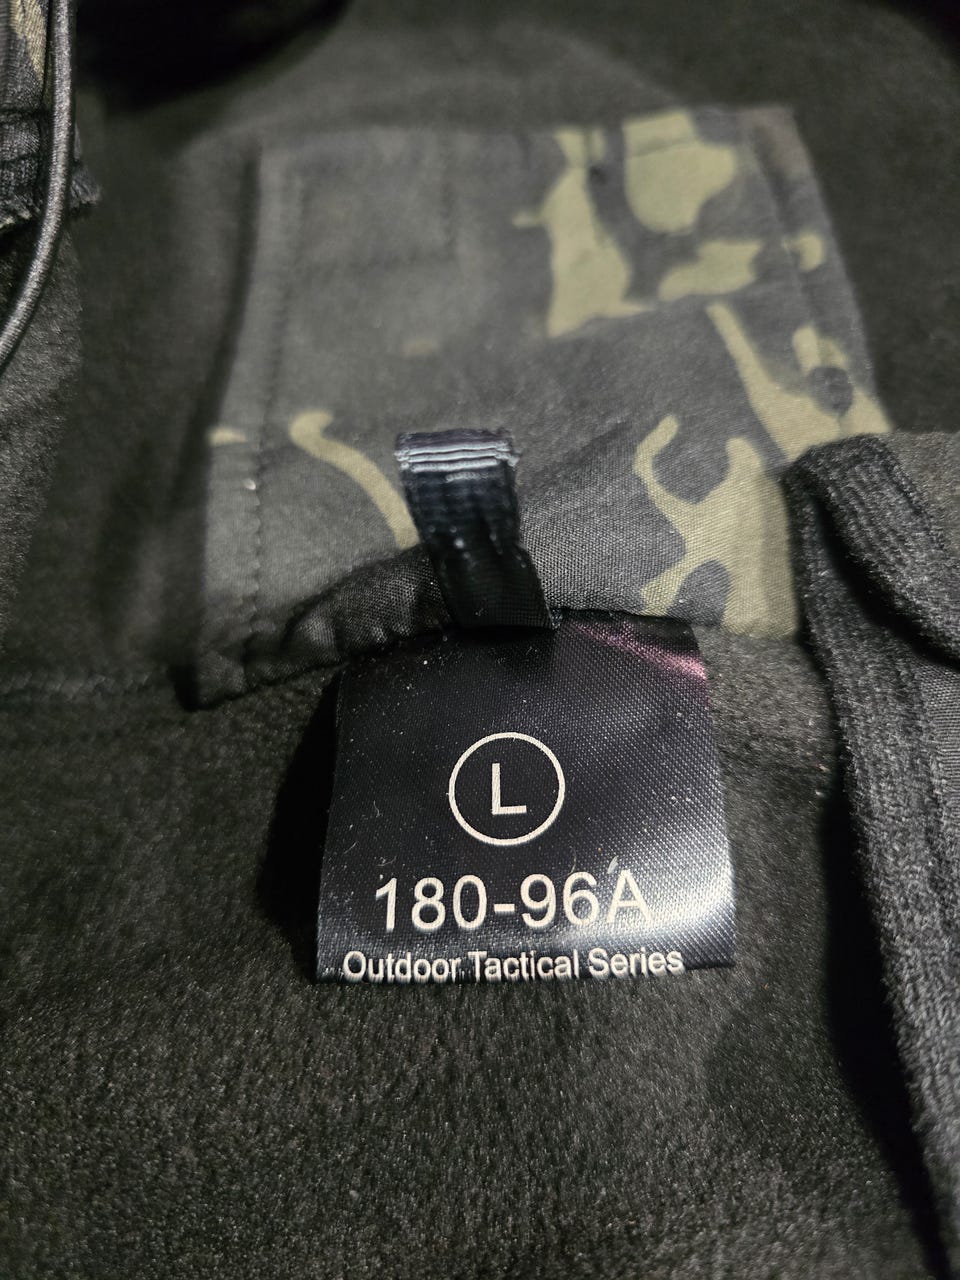 L
180-96A
Outdoor Tactical Series